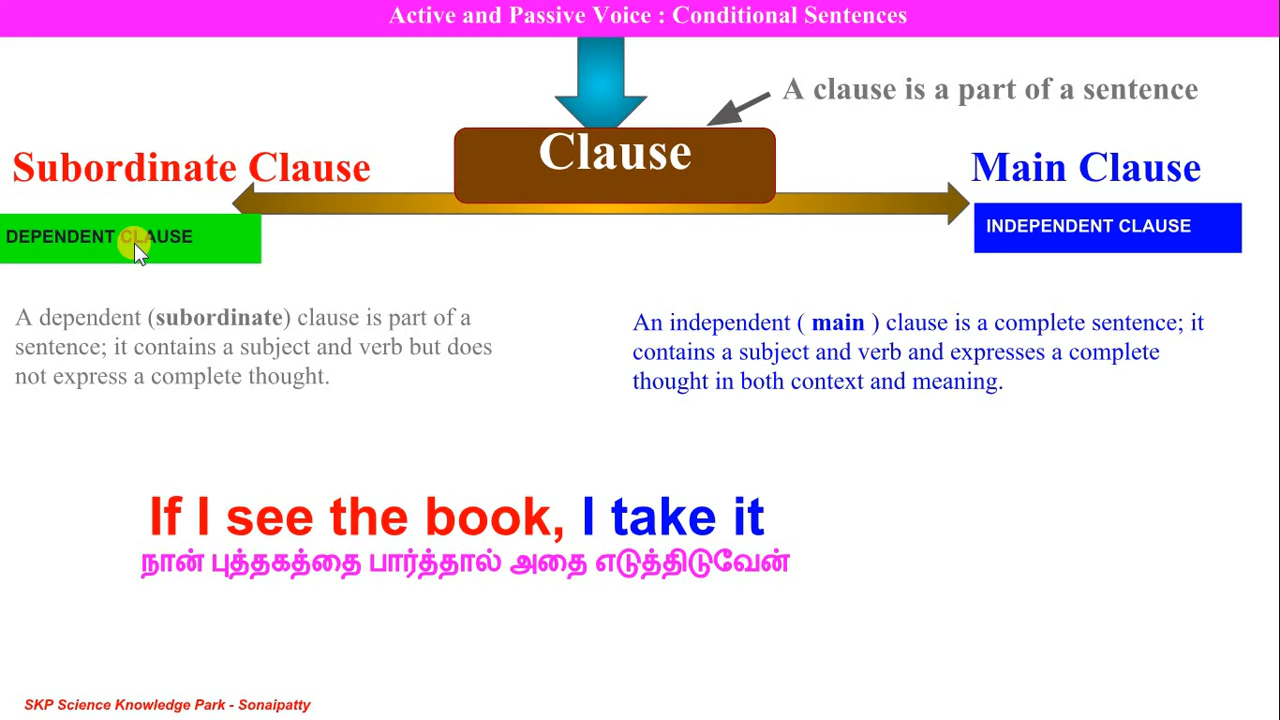 Active and Passive Voice : Conditional Sentences
A clause is a part of a sentence
Clause
Subordinate Clause
Main Clause
DEPENDENT CLAUSE
INDEPENDENT CLAUSE
A dependent (subordinate) clause is part of a
sentence; it contains a subject and verb but does
not express a complete thought.
An independent ( main ) clause is a complete sentence; it
contains a subject and verb and expresses a complete
thought in both context and meaning.
If I see the book, I take it
நான் புத்தகத்தை பார்த்தால் அதை எடுத்திடுவேன்
SKP Science Knowledge Park - Sonaipatty